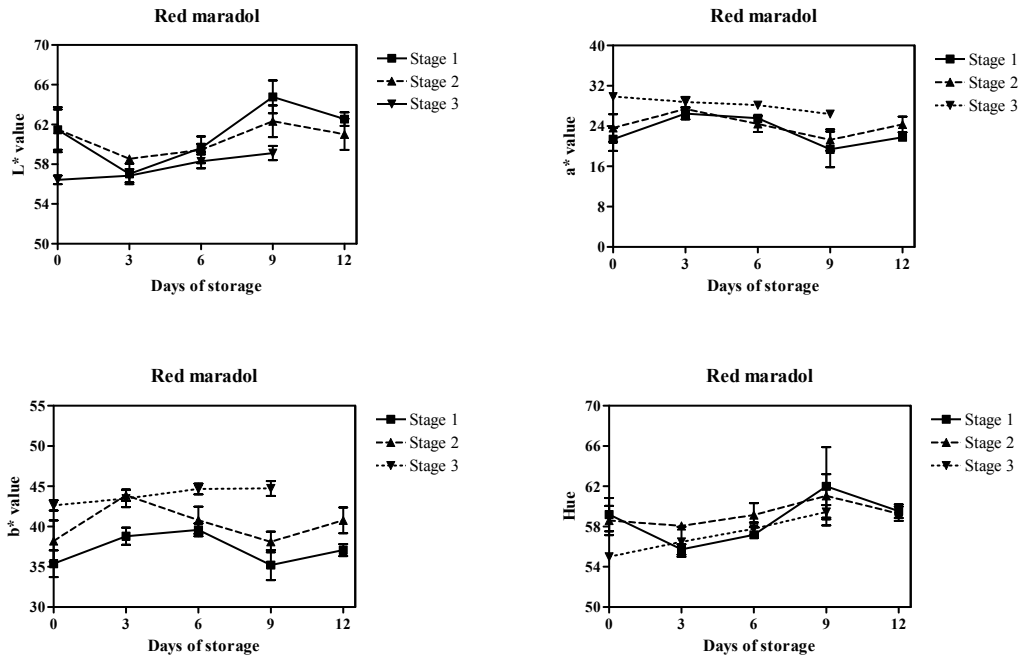 Red maradol
70
66
62
58
54
50
L* value
0 3 6 9 12
Days of storage
Stage 1
Stage 2
Stage 3
Red maradol
40
32
24
16
8
0
a* value
0 3 6 9 12
Days of storage
Stage 1
Stage 2
Stage 3
Red maradol
55
50
45
40
35
30
b* value
0 3 6 9 12
Days of storage
Stage 1
Stage 2
Stage 3
Red maradol
70
66
62
58
54
50
Hue
0 3 6 9 12
Days of storage
Stage 1
Stage 2
Stage 3